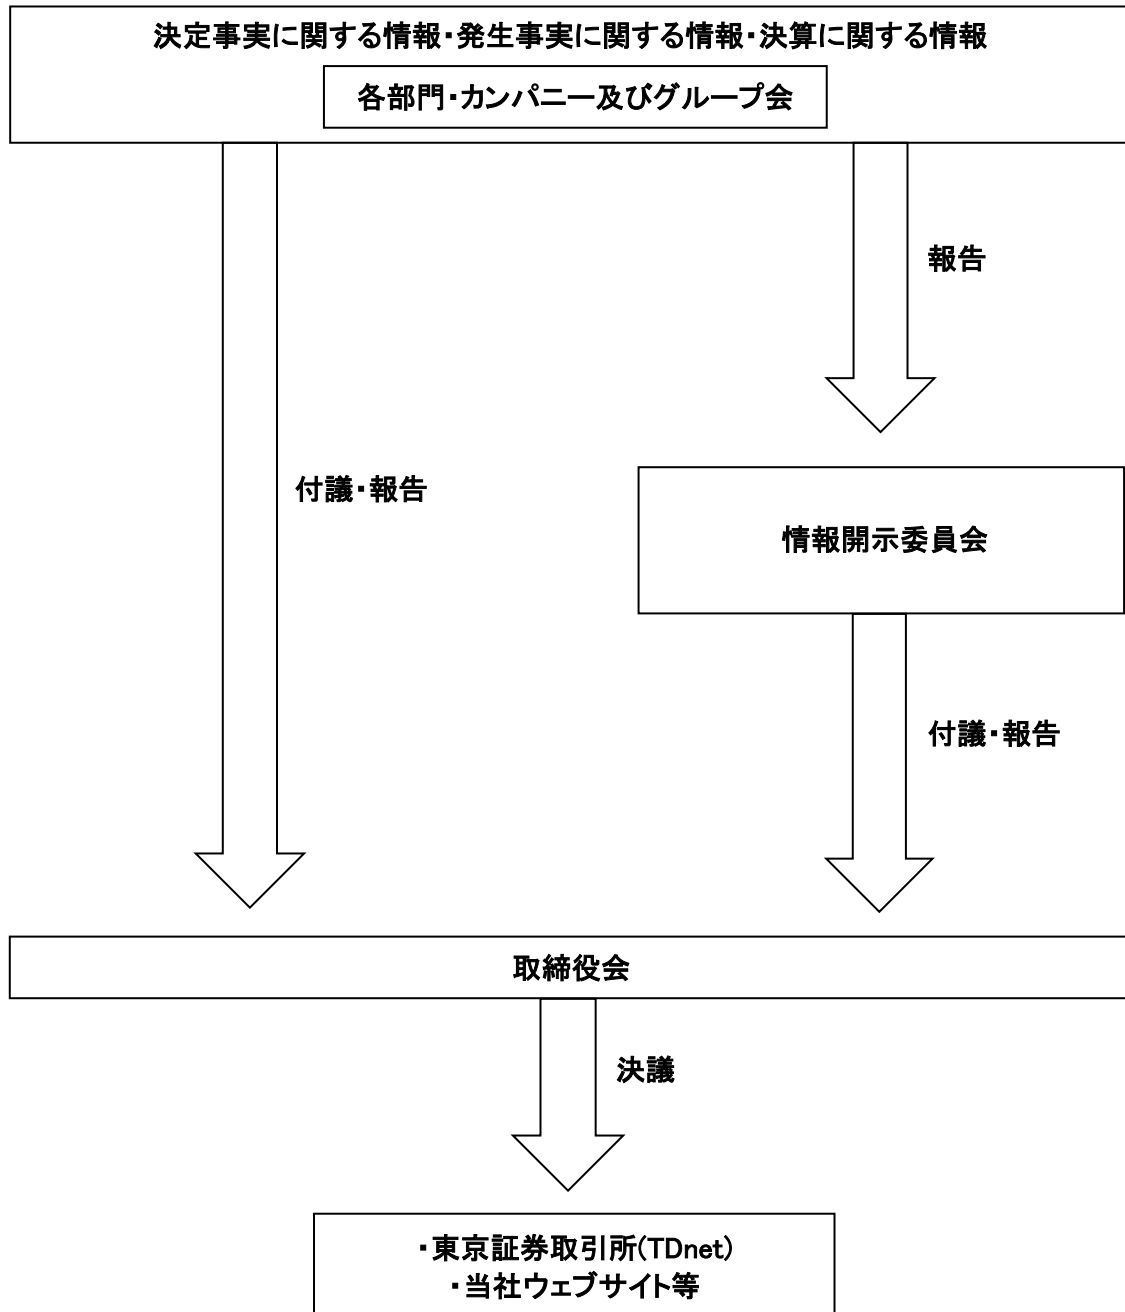 決定事実に関する情報・発生事実に関する情報・決算に関する情報
各部門・カンパニー及びグループ会
報告
付議・報告
情報開示委員会
付議・報告
取締役会
決議
・東京証券取引所(TDnet)
・当社ウェブサイト等